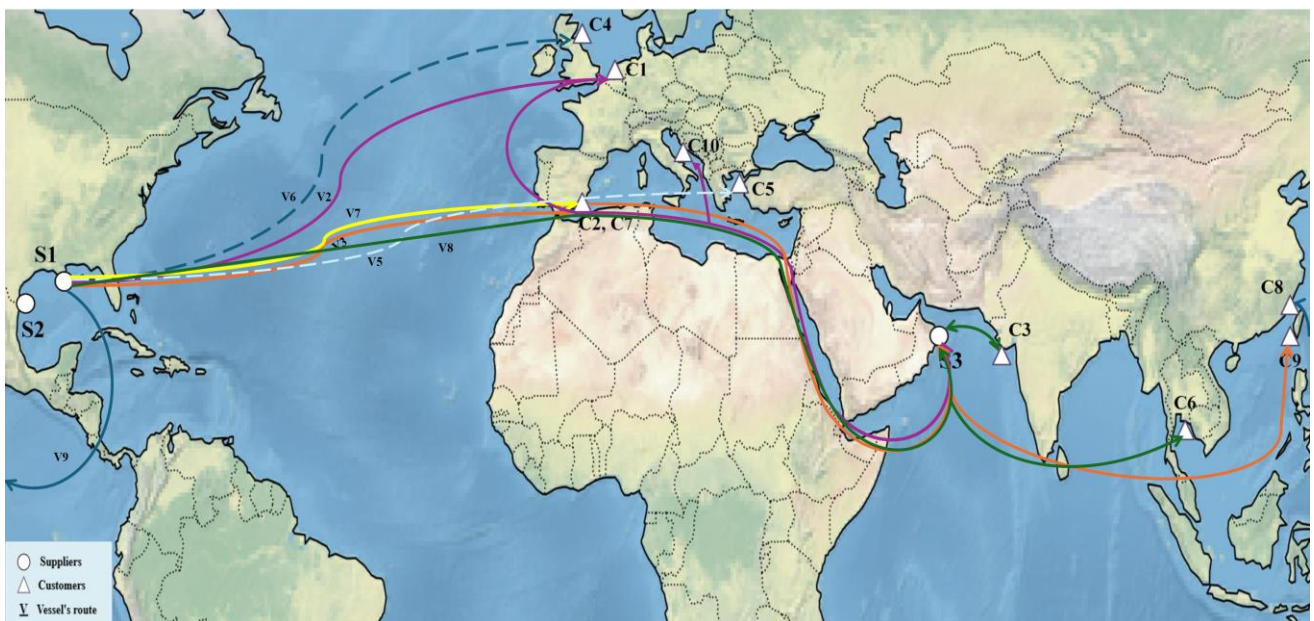 C4
C1
C10
C5
V6
V2
V7
C2, C7
V3
V8
V5
S1
S2
C8
C3
S3
C9
C6
V9
Suppliers
Customers
V Vessel's route